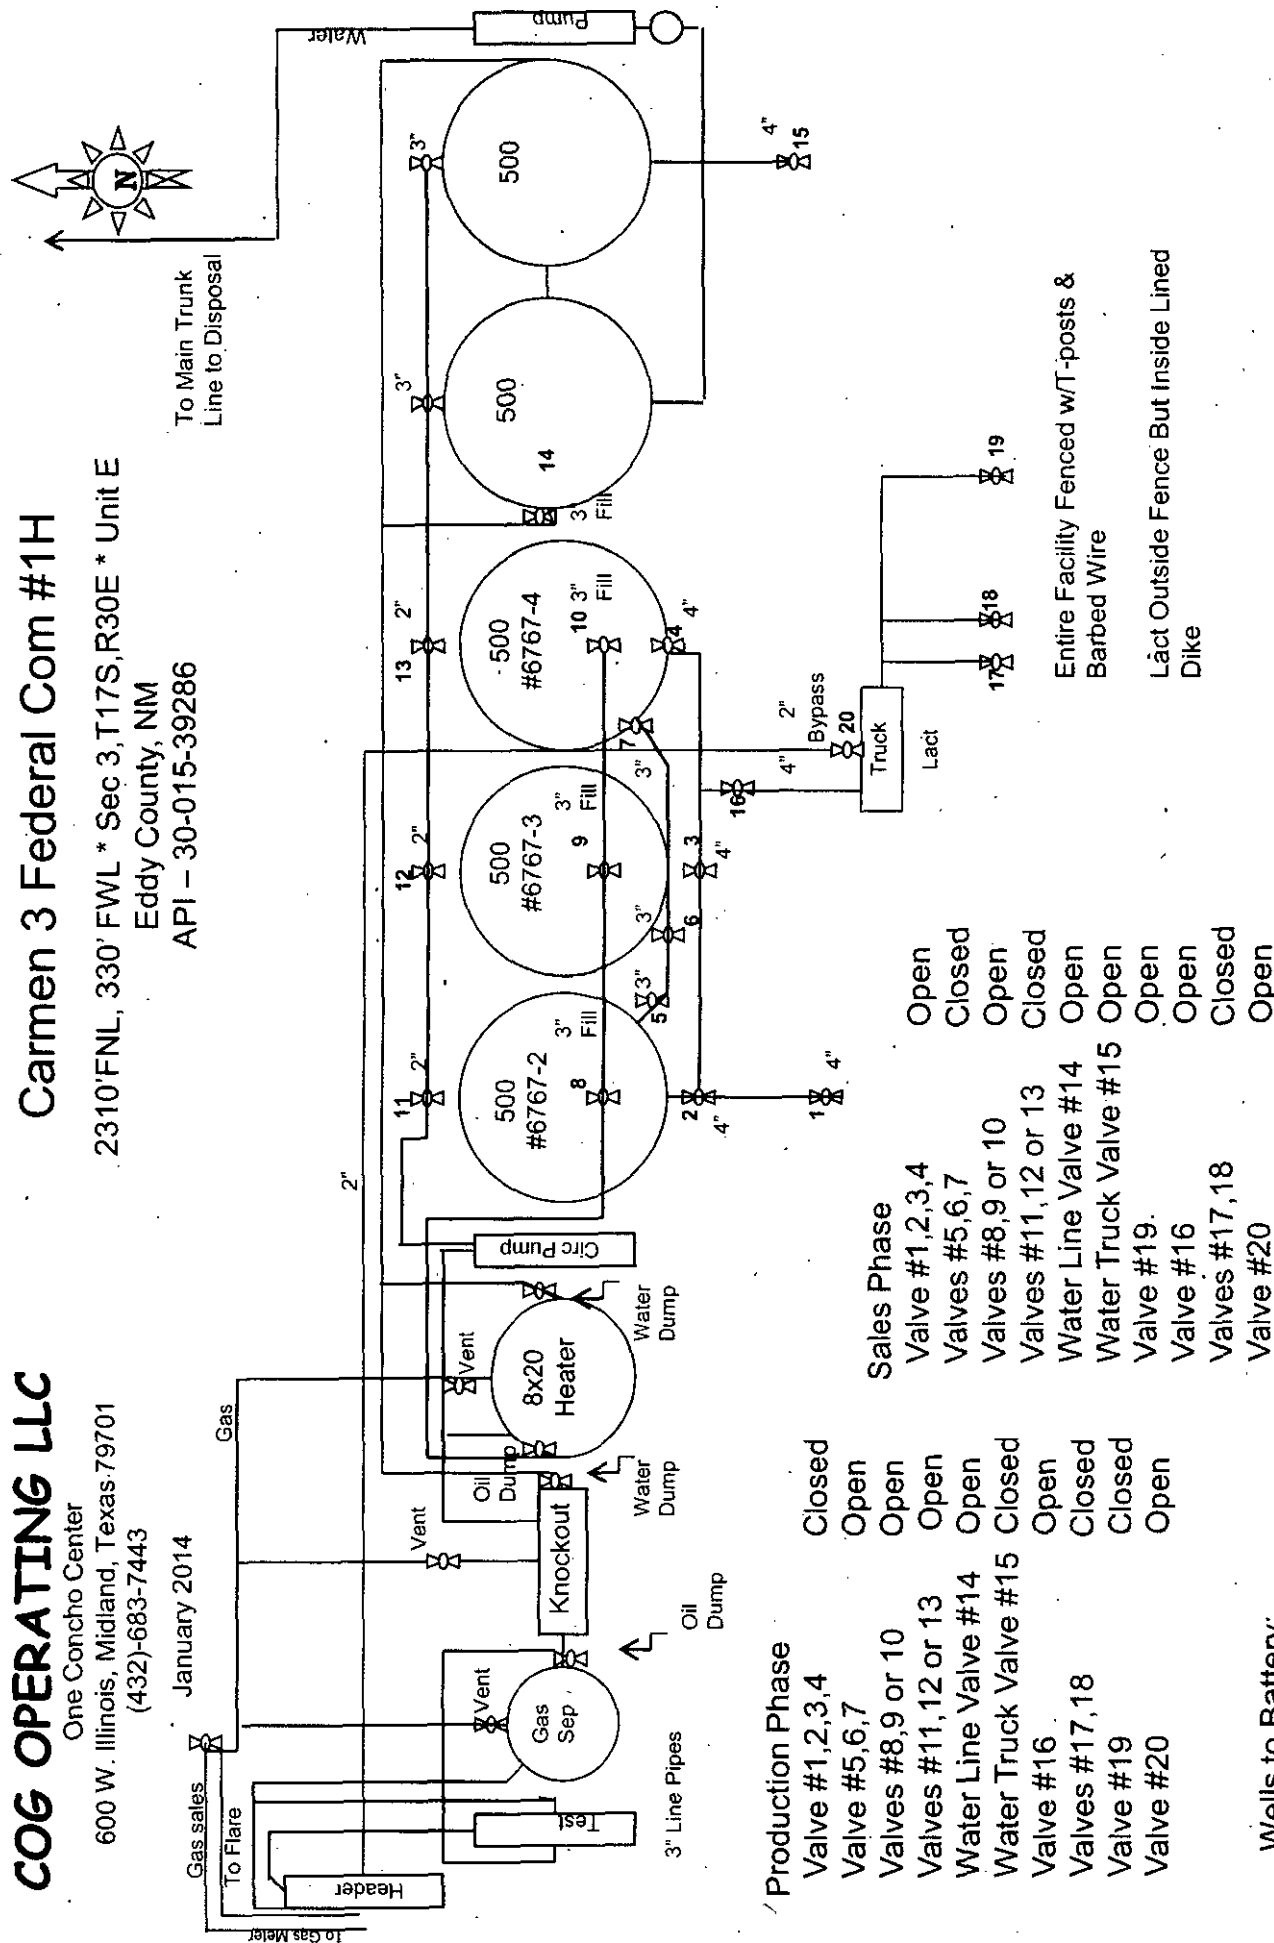 COG OPERATING LLC
One Concho Center
600 W. Illinois, Midland, Texas 79701
(432)-683-7443
January 2014
Carmen 3 Federal Com #1H
2310'FNL, 330' FWL * Sec 3,T17S,R30E * Unit E
Eddy County, NM
API – 30-015-39286
N
To Main Trunk
Line to Disposal
Water
Pump
Gas sales
To Flare
To Gas Meter
Gas
Header
Test
3" Line Pipes
Vent
Gas
Sep
Oil
Dump
Vent
Knockout
Oil
Dump
Water
Dump
Vent
8x20
Heater
Water
Dump
Circ Pump
2"
11
2"
12
2"
13
2"
3"
3"
500
#6767-2
3"
Fill
8
500
#6767-3
3"
Fill
9
500
#6767-4
10
3"
Fill
3"
Fill
14
500
500
5
3"
6
3"
7
3"
2
4"
3
4"
4
4"
1
4"
16
4"
2"
Bypass
20
Truck
Lact
17
18
19
4"
15
Entire Facility Fenced w/T-posts &
Barbed Wire
Lact Outside Fence But Inside Lined
Dike
Production Phase
Valve #1,2,3,4 Closed
Valve #5,6,7 Open
Valves #8,9 or 10 Open
Valves #11,12 or 13 Open
Water Line Valve #14 Open
Water Truck Valve #15 Closed
Valve #16 Open
Valves #17,18 Closed
Valve #19 Closed
Valve #20 Open
Sales Phase
Valve #1,2,3,4 Open
Valves #5,6,7 Closed
Valves #8,9 or 10 Open
Valves #11,12 or 13 Closed
Water Line Valve #14 Open
Water Truck Valve #15 Open
Valve #19. Open
Valve #16 Open
Valves #17,18 Closed
Valve #20 Open
Wells to Battery: